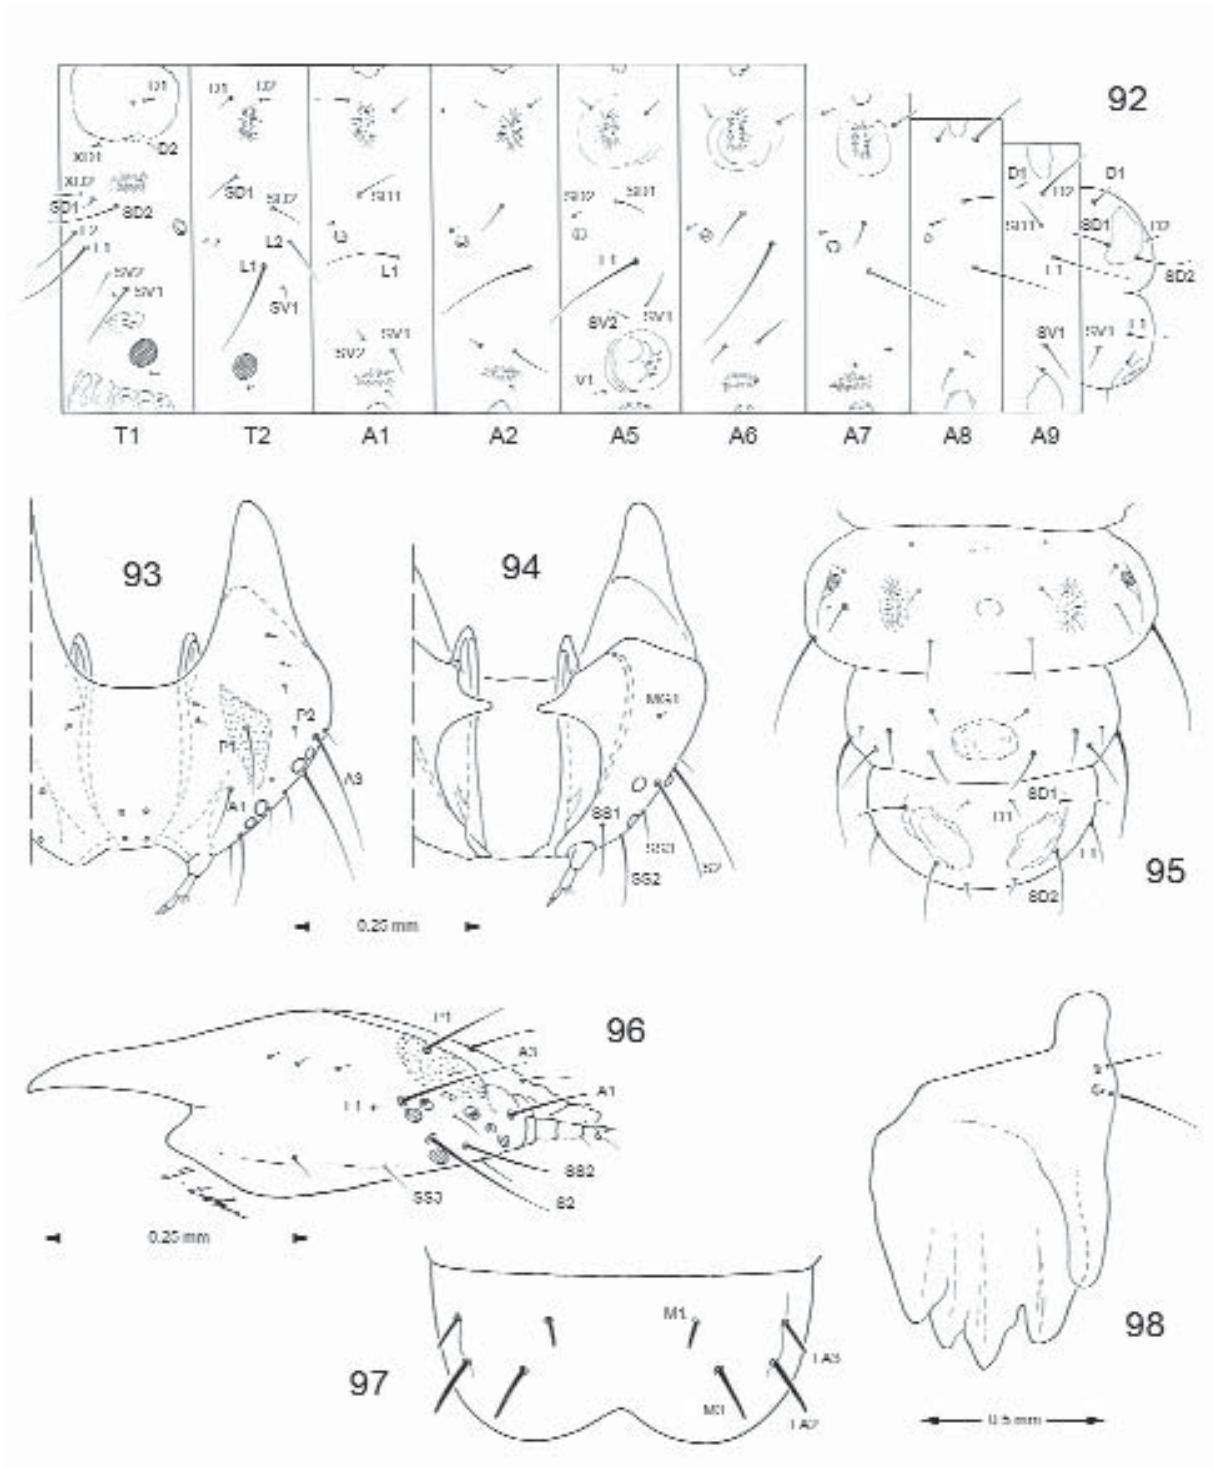 92
D1
D2
XD1
XD2
SD1
SD2
L2
L1
SV2
SV1
D1 D2
SD1
SD2
L2
L1
SV1
SD1
L1
SV1
SV2
SD2 SD1
L1
SV2 SV1
V1
D1
D2
SD1
L1
SV1
D1
SD1
D2
SD2
SV1 L1
T1 T2 A1 A2 A5 A6 A7 A8 A9
93
P1
P2
A3
A1
94
MG1
SS1
SS3
SS2
S2
0.25 mm
95
SD1
D1
L1
SD2
96
P1
A3
L1
A1
SS2
S2
SS3
0.25 mm
97
M1
LA3
M3
LA2
98
0.5 mm